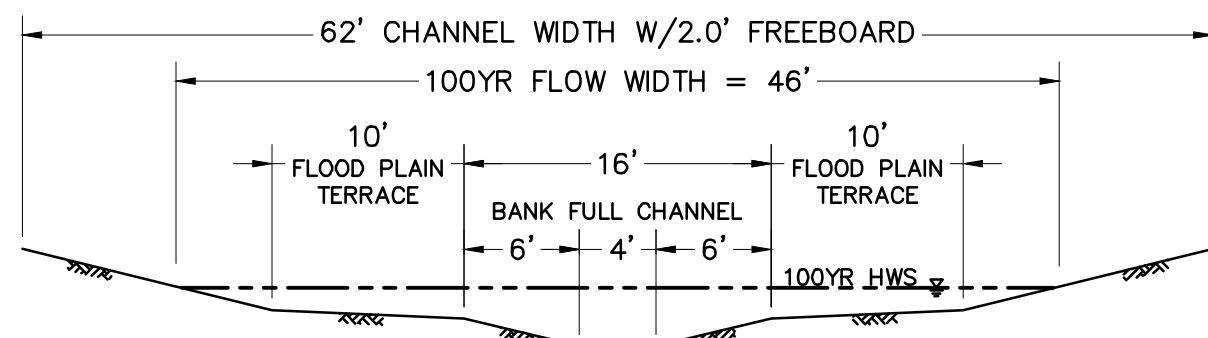 62' CHANNEL WIDTH W/2.0' FREEBOARD
100YR FLOW WIDTH = 46'
10'
FLOOD PLAIN
TERRACE
16'
10'
FLOOD PLAIN
TERRACE
BANK FULL CHANNEL
6'
4'
6'
100YR HWS